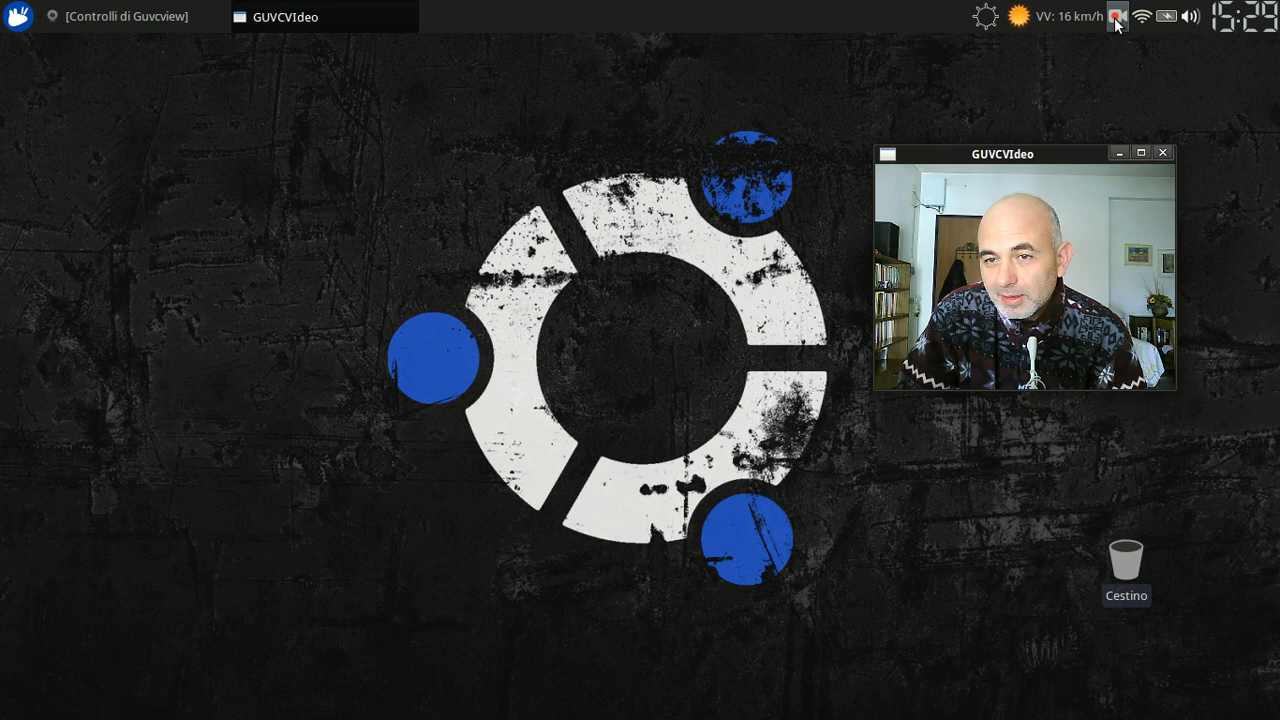 [Controlli di Guvcview]
GUVCVIdeo
VV: 16 km/h
15:29
GUVCVIdeo
Cestino